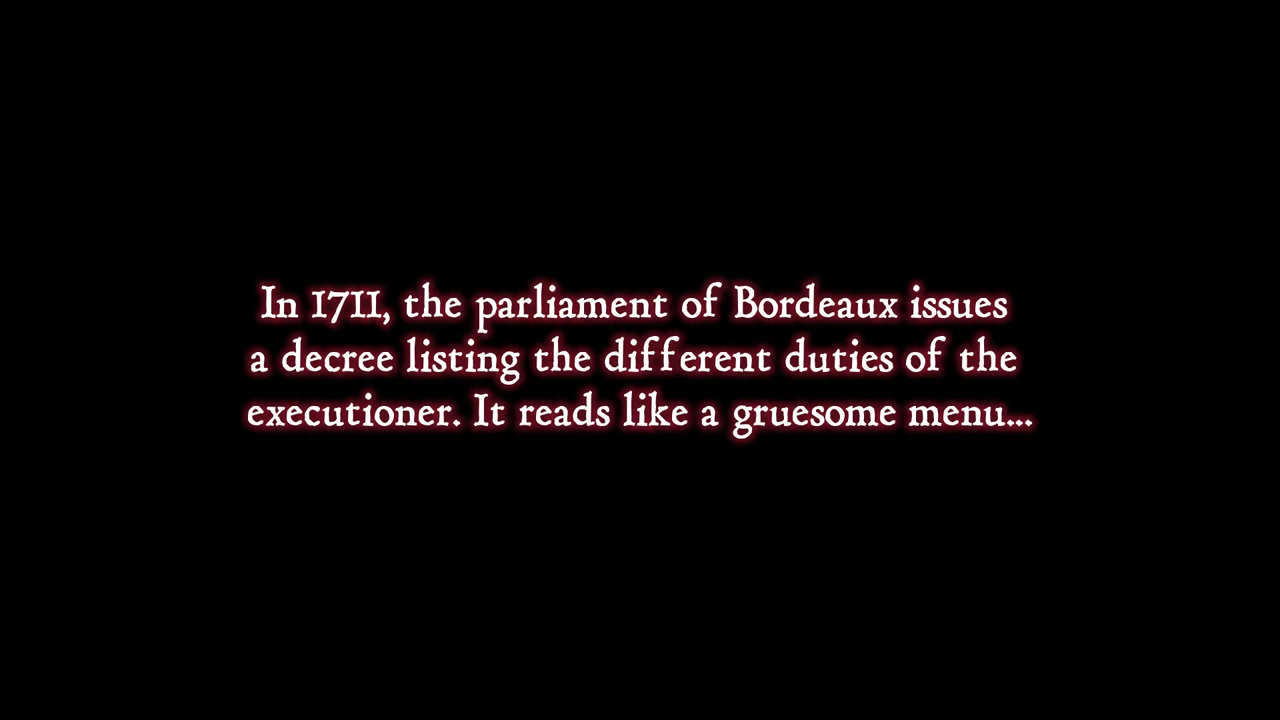 In 1711, the parliament of Bordeaux issues
a decree listing the different duties of the
executioner. It reads like a gruesome menu...